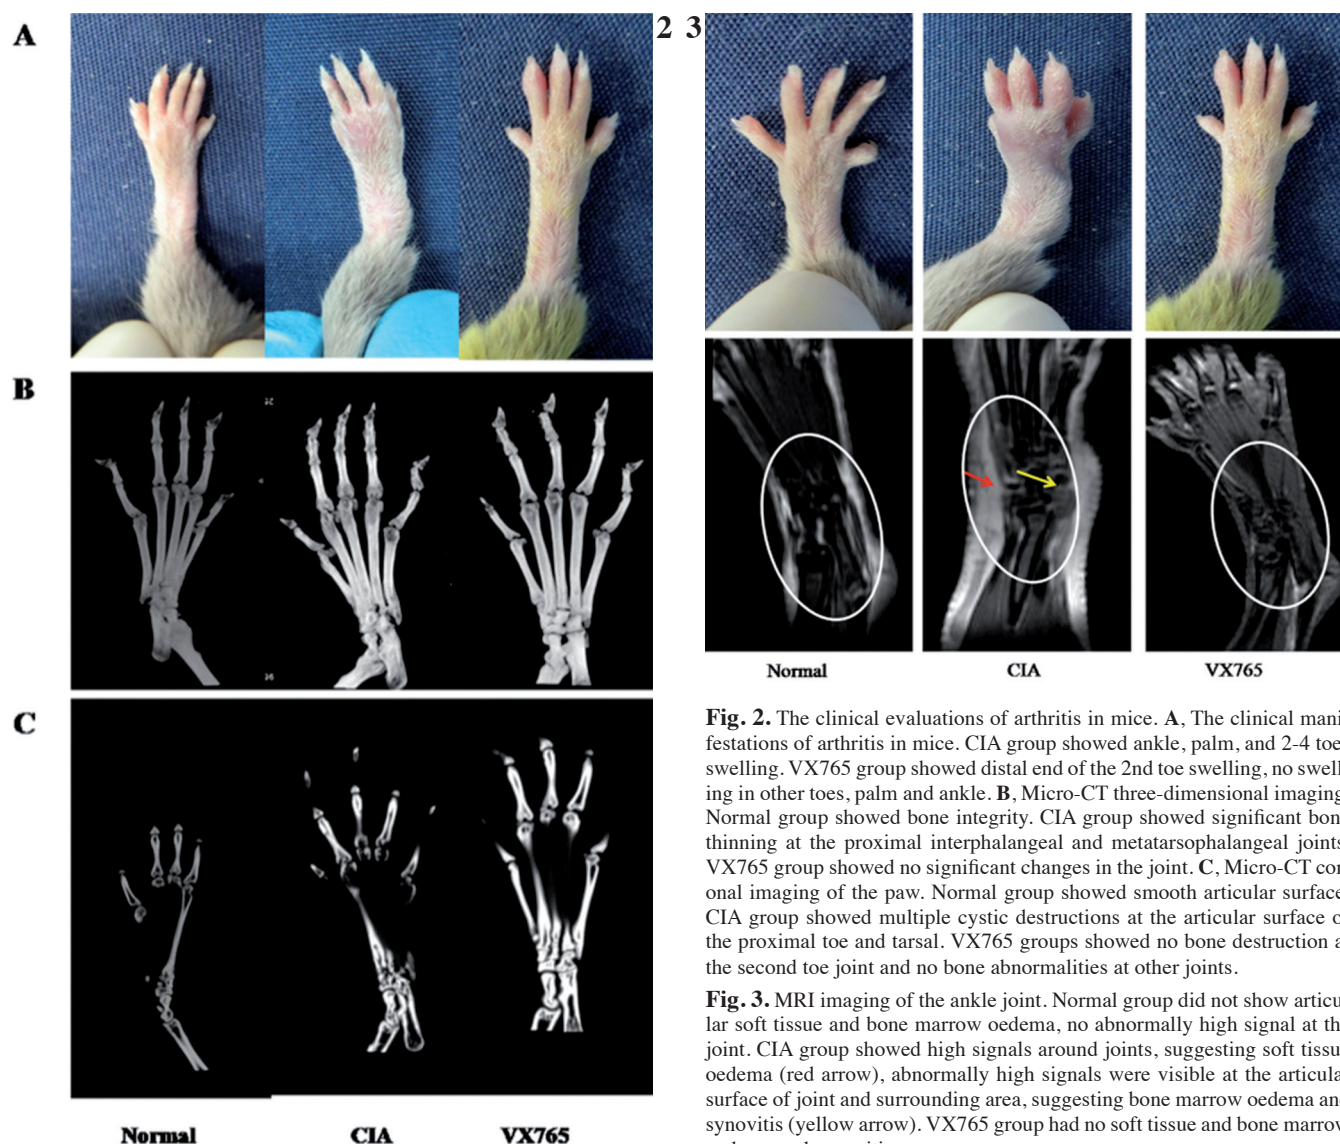 A
2 3
B
C
Normal CIA VX765
Normal CIA VX765
Fig. 2. The clinical evaluations of arthritis in mice. A, The clinical mani
festations of arthritis in mice. CIA group showed ankle, palm, and 2-4 toe
swelling. VX765 group showed distal end of the 2nd toe swelling, no swell
ing in other toes, palm and ankle. B, Micro-CT three-dimensional imaging
Normal group showed bone integrity. CIA group showed significant bon
thinning at the proximal interphalangeal and metatarsophalangeal joints
VX765 group showed no significant changes in the joint. C, Micro-CT cor
onal imaging of the paw. Normal group showed smooth articular surface
CIA group showed multiple cystic destructions at the articular surface o
the proximal toe and tarsal. VX765 groups showed no bone destruction a
the second toe joint and no bone abnormalities at other joints.
Fig. 3. MRI imaging of the ankle joint. Normal group did not show articu
lar soft tissue and bone marrow oedema, no abnormally high signal at th
joint. CIA group showed high signals around joints, suggesting soft tissu
oedema (red arrow), abnormally high signals were visible at the articula
surface of joint and surrounding area, suggesting bone marrow oedema an
synovitis (yellow arrow). VX765 group had no soft tissue and bone marrow